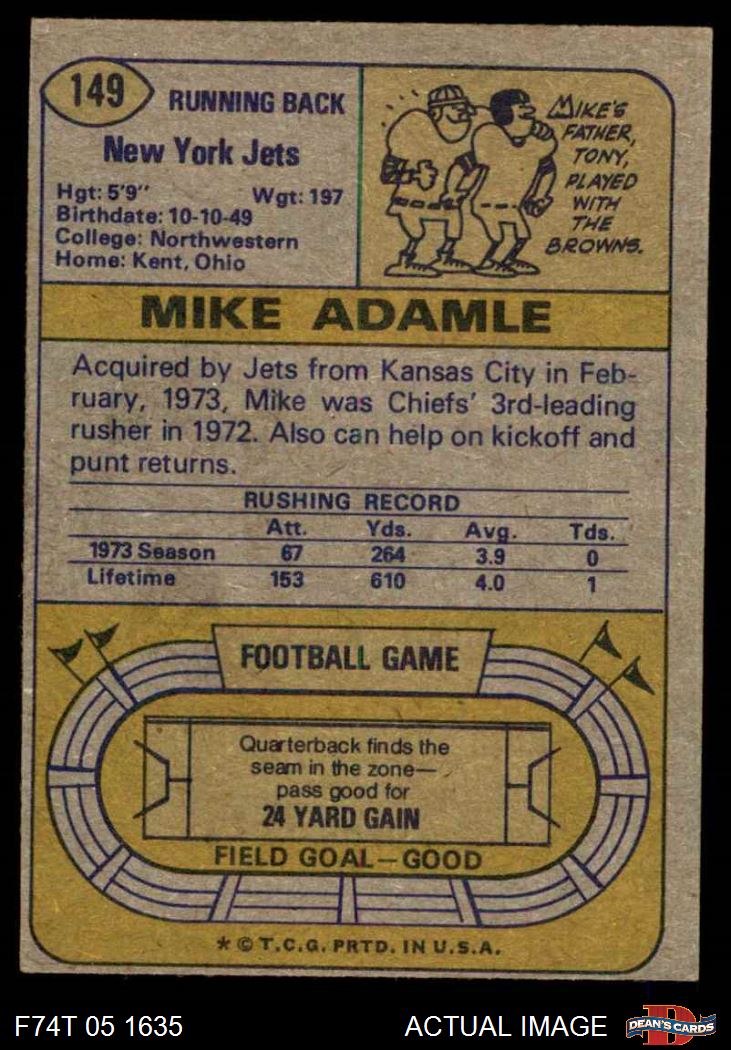 149
RUNNING BACK
New York Jets
Hgt: 5'9" Wgt: 197
Birthdate: 10-10-49
College: Northwestern
Home: Kent, Ohio
MIKE'S
FATHER,
TONY,
PLAYED
WITH
THE
BROWNS.
MIKE ADAMLE
Acquired by Jets from Kansas City in Feb-
ruary, 1973, Mike was Chiefs' 3rd-leading
rusher in 1972. Also can help on kickoff and
punt returns.
RUSHING RECORD
Att. Yds. Avg. Tds.
1973 Season 67 264 3.9 0
Lifetime 153 610 4.0 1
FOOTBALL GAME
Quarterback finds the
seam in the zone—
pass good for
24 YARD GAIN
FIELD GOAL—GOOD
* © T.C.G. PRTD. IN U.S.A.
F74T 05 1635 ACTUAL IMAGE
D
DEAN'S CARDS